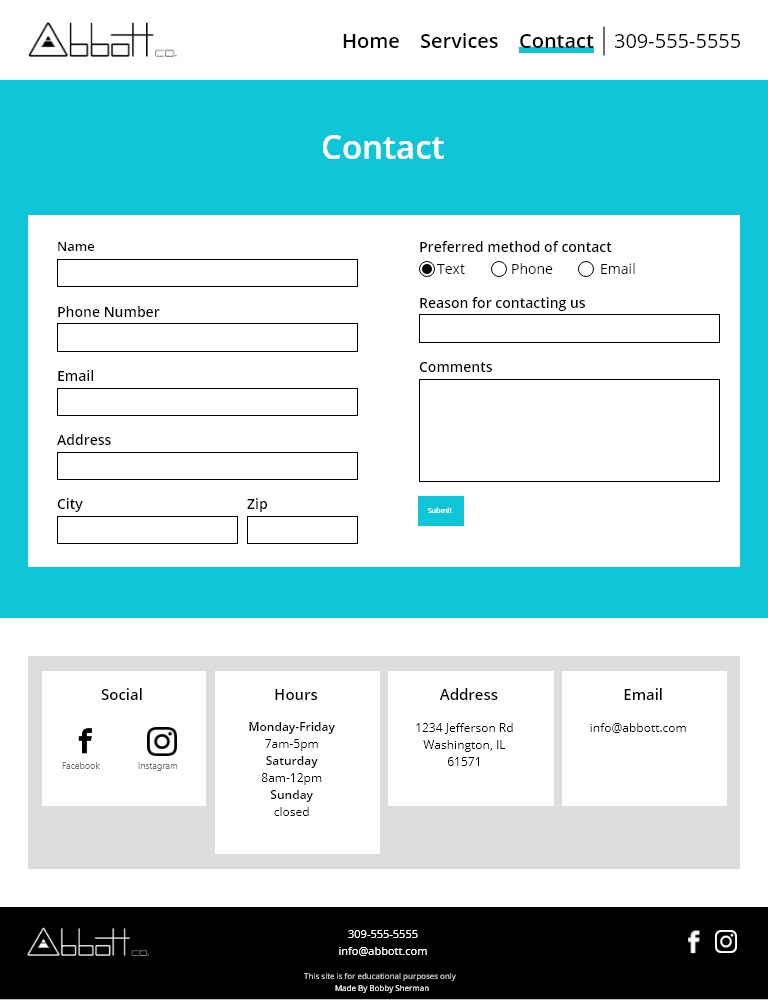 Abbott co.
Home Services Contact 309-555-5555
Contact
Name
Phone Number
Email
Address
City Zip
Preferred method of contact
Text Phone Email
Reason for contacting us
Comments
Submit
Social
Facebook Instagram
Hours
Monday-Friday
7am-5pm
Saturday
8am-12pm
Sunday
closed
Address
1234 Jefferson Rd
Washington, IL
61571
Email
info@abbott.com
Abbott co.
309-555-5555
info@abbott.com
This site is for educational purposes only
Made By Bobby Sherman